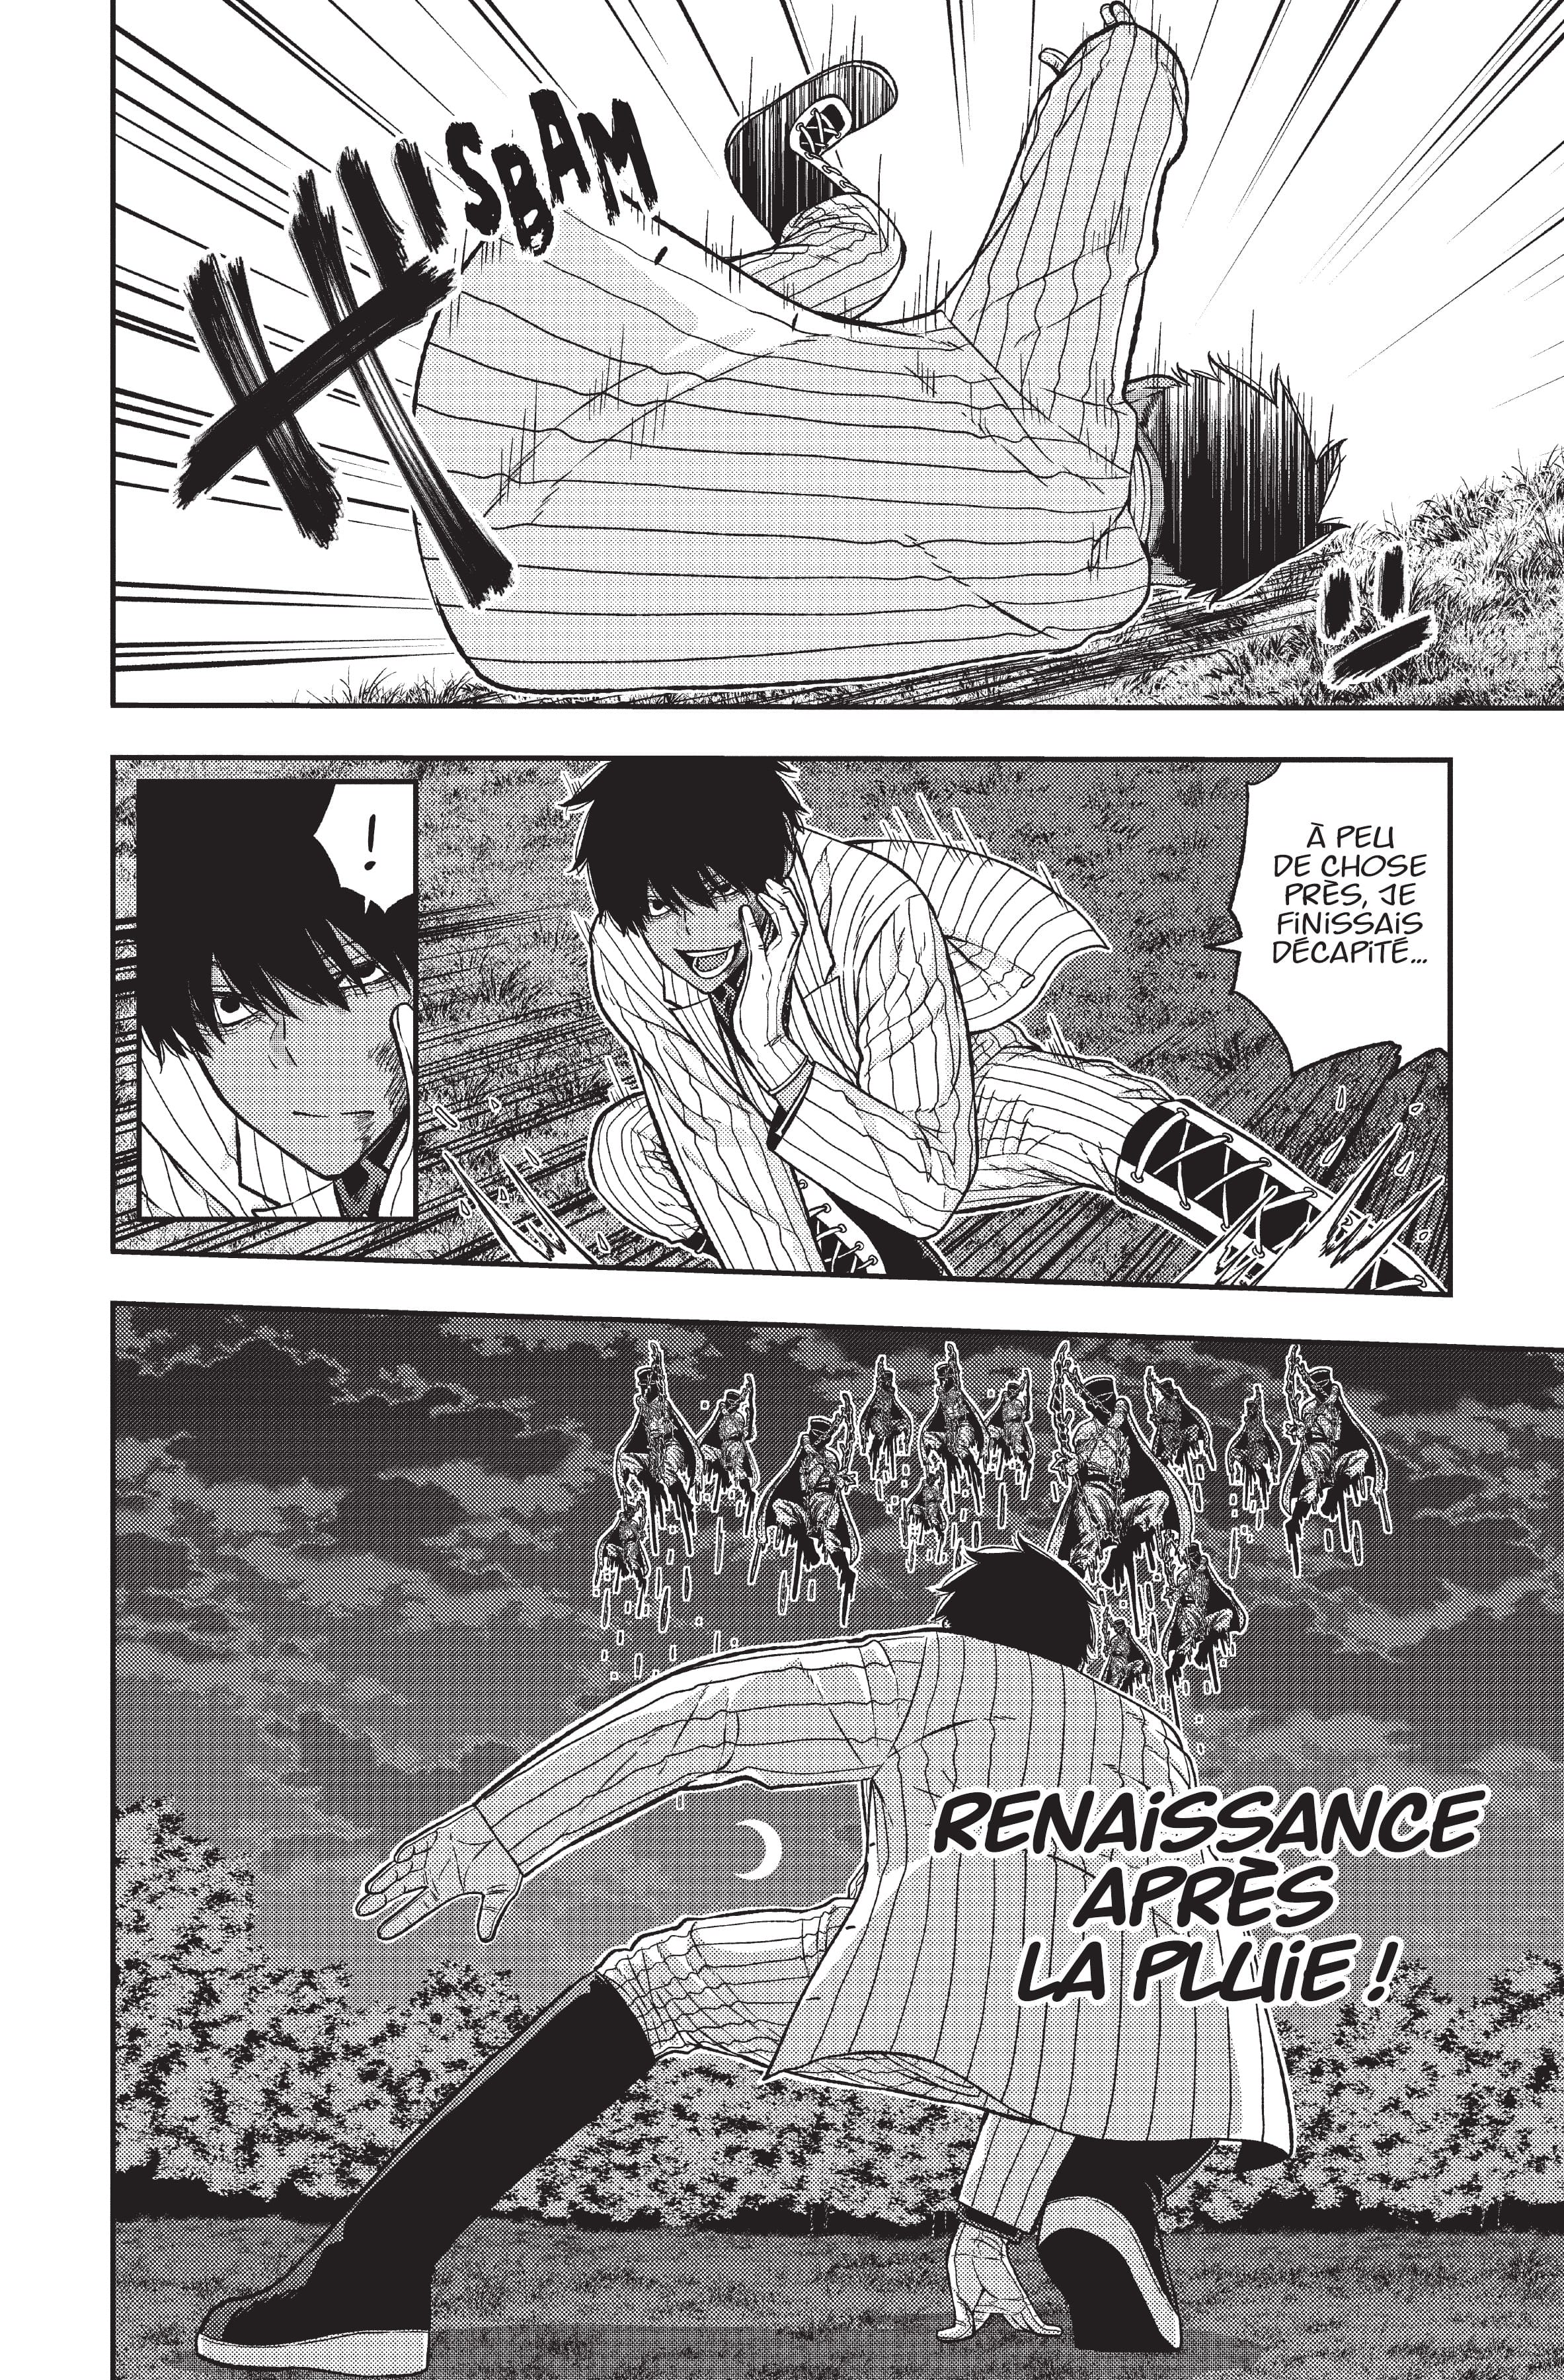 SBAM
À PEU
DE CHOSE
PRÈS, JE
FiNiSSAIS
DÉCAPITÉ...
!
RENAiSSANCE
APRÈS
LA PLUiE !